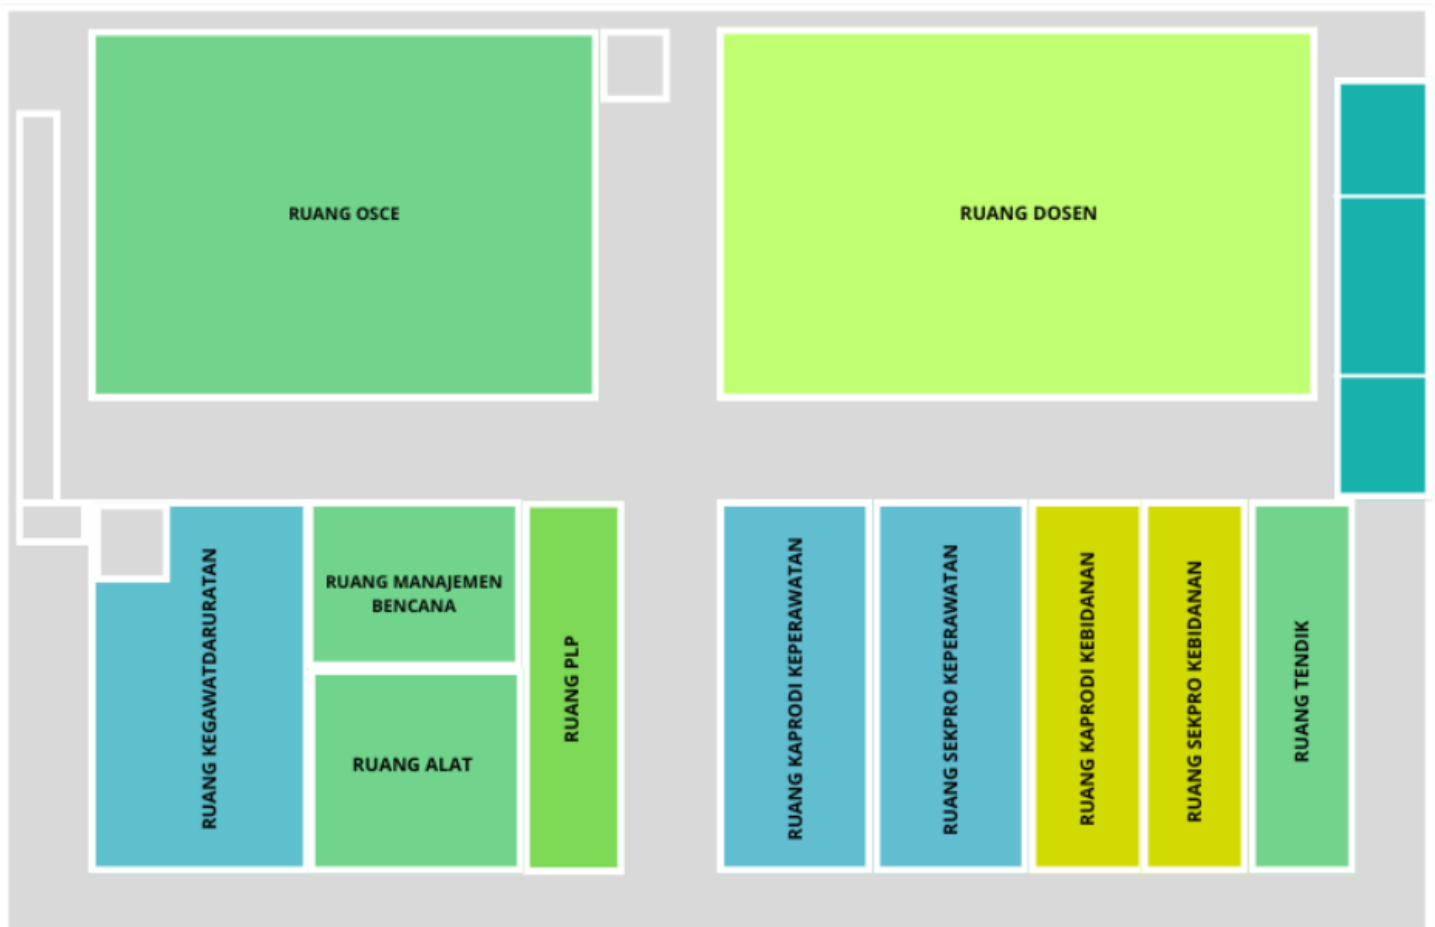 RUANG OSCE
RUANG DOSEN
RUANG KEGAWATDARURATAN
RUANG MANAJEMEN
BENCANA
RUANG ALAT
RUANG PLP
RUANG KAPRODI KEPERAWATAN
RUANG SEKPRO KEPERAWATAN
RUANG KAPRODI KEBIDANAN
RUANG SEKPRO KEBIDANAN
RUANG TENDIK